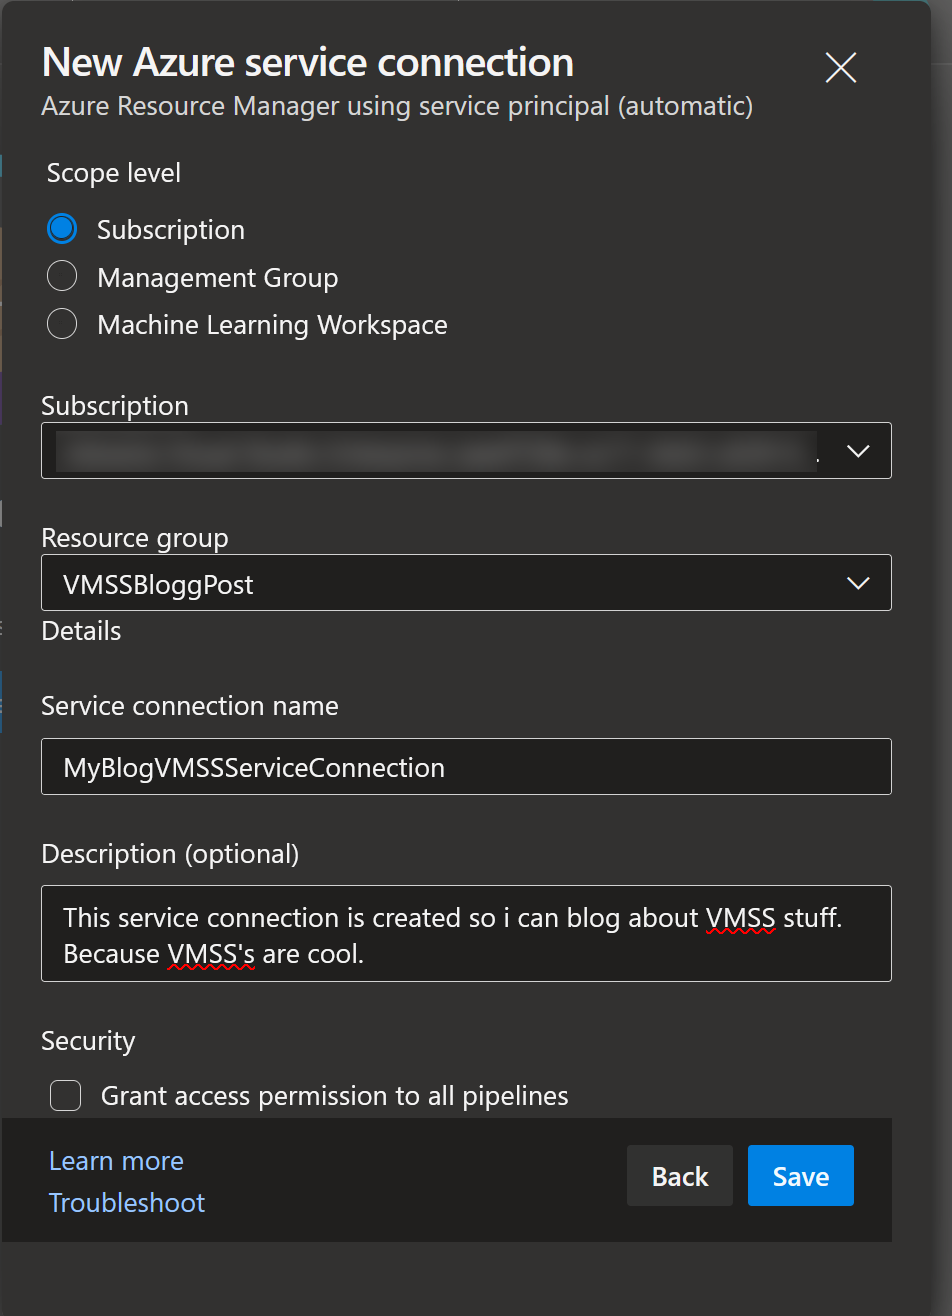 New Azure service connection
Azure Resource Manager using service principal (automatic)
Scope level
Subscription
Management Group
Machine Learning Workspace
Subscription
Resource group
VMSSBloggPost
Details
Service connection name
MyBlogVMSSServiceConnection
Description (optional)
This service connection is created so i can blog about VMSS stuff.
Because VMSS's are cool.
Security
Grant access permission to all pipelines
Learn more
Back
Save
Troubleshoot